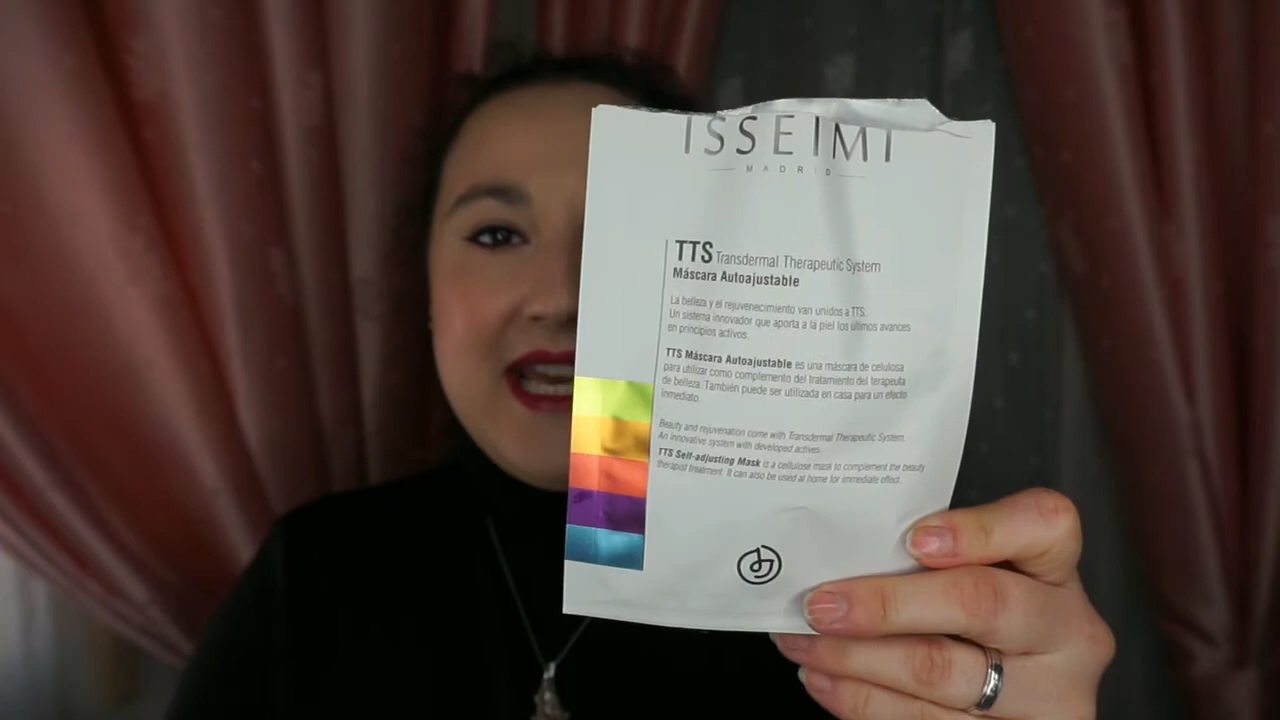 ISSEIMI
MADRID
TTS Transdermal Therapeutic System
Máscara Autoajustable
La belleza y el rejuvenecimiento van unidos a TTS.
Un sistema innovador que aporta a la piel los últimos avances
en principios activos.
TTS Máscara Autoajustable es una máscara de celulosa
para utilizar como complemento del tratamiento del terapeuta
de belleza. También puede ser utilizada en casa para un efecto
inmediato.
Beauty and rejuvenation come with Transdermal Therapeutic System.
An innovative system with developed actives.
TTS Self-adjusting Mask is a cellulose mask to complement the beauty
therapist treatment. It can also be used at home for immediate effect.